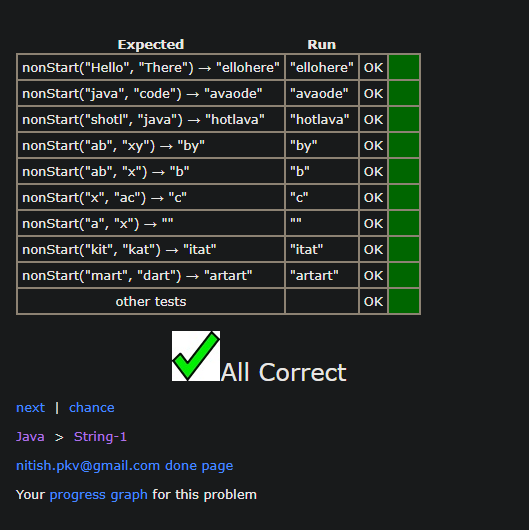 Expected Run
nonStart("Hello", "There") → "ellohere" "ellohere" OK
nonStart("java", "code") → "avaode" "avaode" OK
nonStart("shotl", "java") → "hotlava" "hotlava" OK
nonStart("ab", "xy") → "by" "by" OK
nonStart("ab", "x") → "b" "b" OK
nonStart("x", "ac") → "c" "c" OK
nonStart("a", "x") → "" "" OK
nonStart("kit", "kat") → "itat" "itat" OK
nonStart("mart", "dart") → "artart" "artart" OK
other tests OK
All Correct
next | chance
Java > String-1
nitish.pkv@gmail.com done page
Your progress graph for this problem